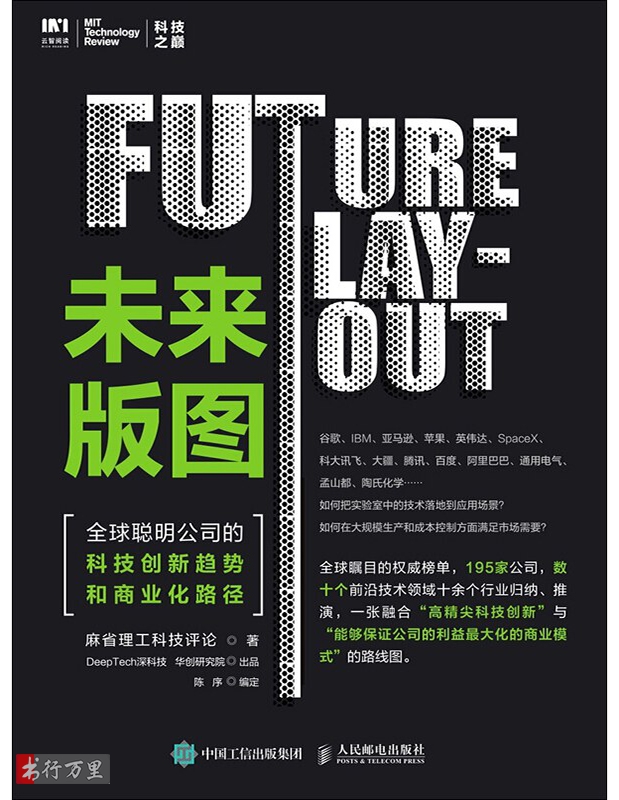 云智阅读
MIT
Technology
Review
科技
之巅
FUTURE
LAY-
OUT
未来
版图
谷歌、IBM、亚马逊、苹果、英伟达、SpaceX、
科大讯飞、大疆、腾讯、百度、阿里巴巴、通用电气、
孟山都、陶氏化学……
如何把实验室中的技术落地到应用场景?
如何在大规模生产和成本控制方面满足市场需要?
全球聪明公司的
科技创新趋势
和商业化路径
全球瞩目的权威榜单，195家公司，数
十个前沿技术领域十余个行业归纳、推
演，一张融合“高精尖科技创新”与
“能够保证公司的利益最大化的商业模
式”的路线图。
麻省理工科技评论 ◎ 著
DeepTech深科技 华创研究院 ◎ 出品
陈 序 ◎ 编定
中国工信出版集团
人民邮电出版社
POSTS & TELECOM PRESS
书行万里